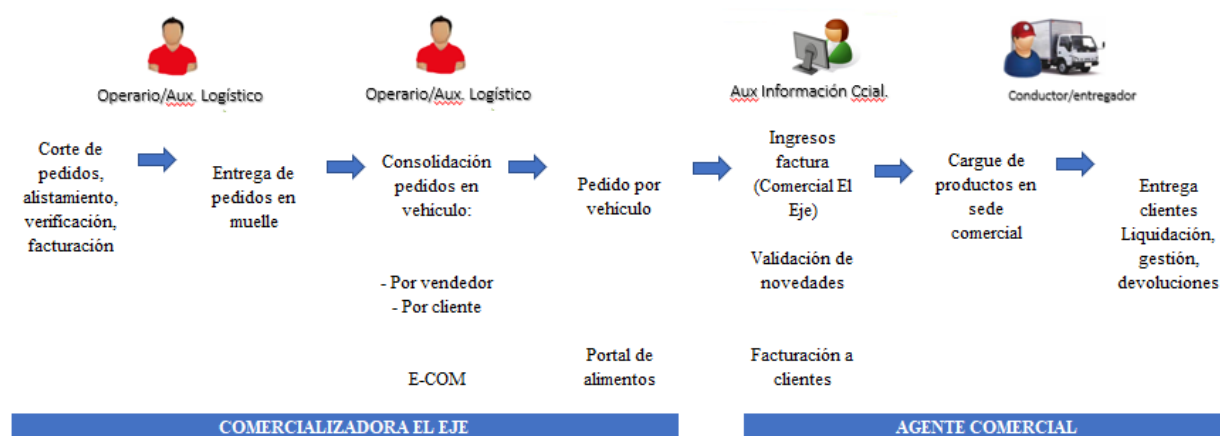 Operario/Aux. Logístico
Operario/Aux. Logístico
Aux Información Ccial.
Conductor/entregador
Corte de
pedidos,
alistamiento,
verificación,
facturación
Entrega de
pedidos en
muelle
Consolidación
pedidos en
vehículo:
- Por vendedor
- Por cliente
E-COM
Pedido por
vehículo
Portal de
alimentos
Ingresos
factura
(Comercial El
Eje)
Validación de
novedades
Facturación a
clientes
Cargue de
productos en
sede
comercial
Entrega
clientes
Liquidación,
gestión,
devoluciones
COMERCIALIZADORA EL EJE
AGENTE COMERCIAL